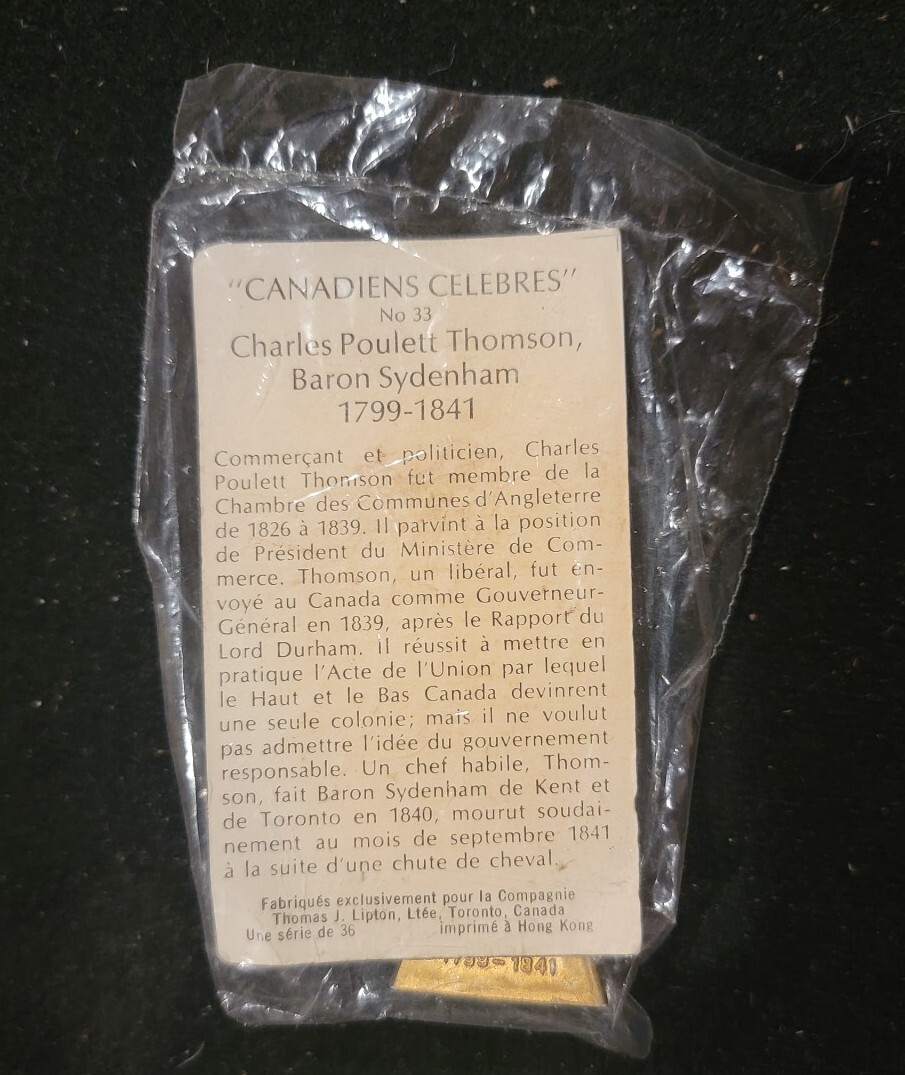 "CANADIENS CELEBRES"
No 33
Charles Poulett Thomson,
Baron Sydenham
1799-1841
Commerçant et politicien, Charles
Poulett Thomson fut membre de la
Chambre des Communes d'Angleterre
de 1826 à 1839. Il parvint à la position
de Président du Ministère de Com-
merce. Thomson, un libéral, fut en-
voyé au Canada comme Gouverneur-
Général en 1839, après le Rapport du
Lord Durham. Il réussit à mettre en
pratique l'Acte de l'Union par lequel
le Haut et le Bas Canada devinrent
une seule colonie; mais il ne voulut
pas admettre l'idée du gouvernement
responsable. Un chef habile, Thom-
son, fait Baron Sydenham de Kent et
de Toronto en 1840, mourut soudai-
nement au mois de septembre 1841
à la suite d'une chute de cheval.
Fabriqués exclusivement pour la Compagnie
Thomas J. Lipton, Ltée, Toronto, Canada
Une série de 36 imprimé à Hong Kong
1799-1841